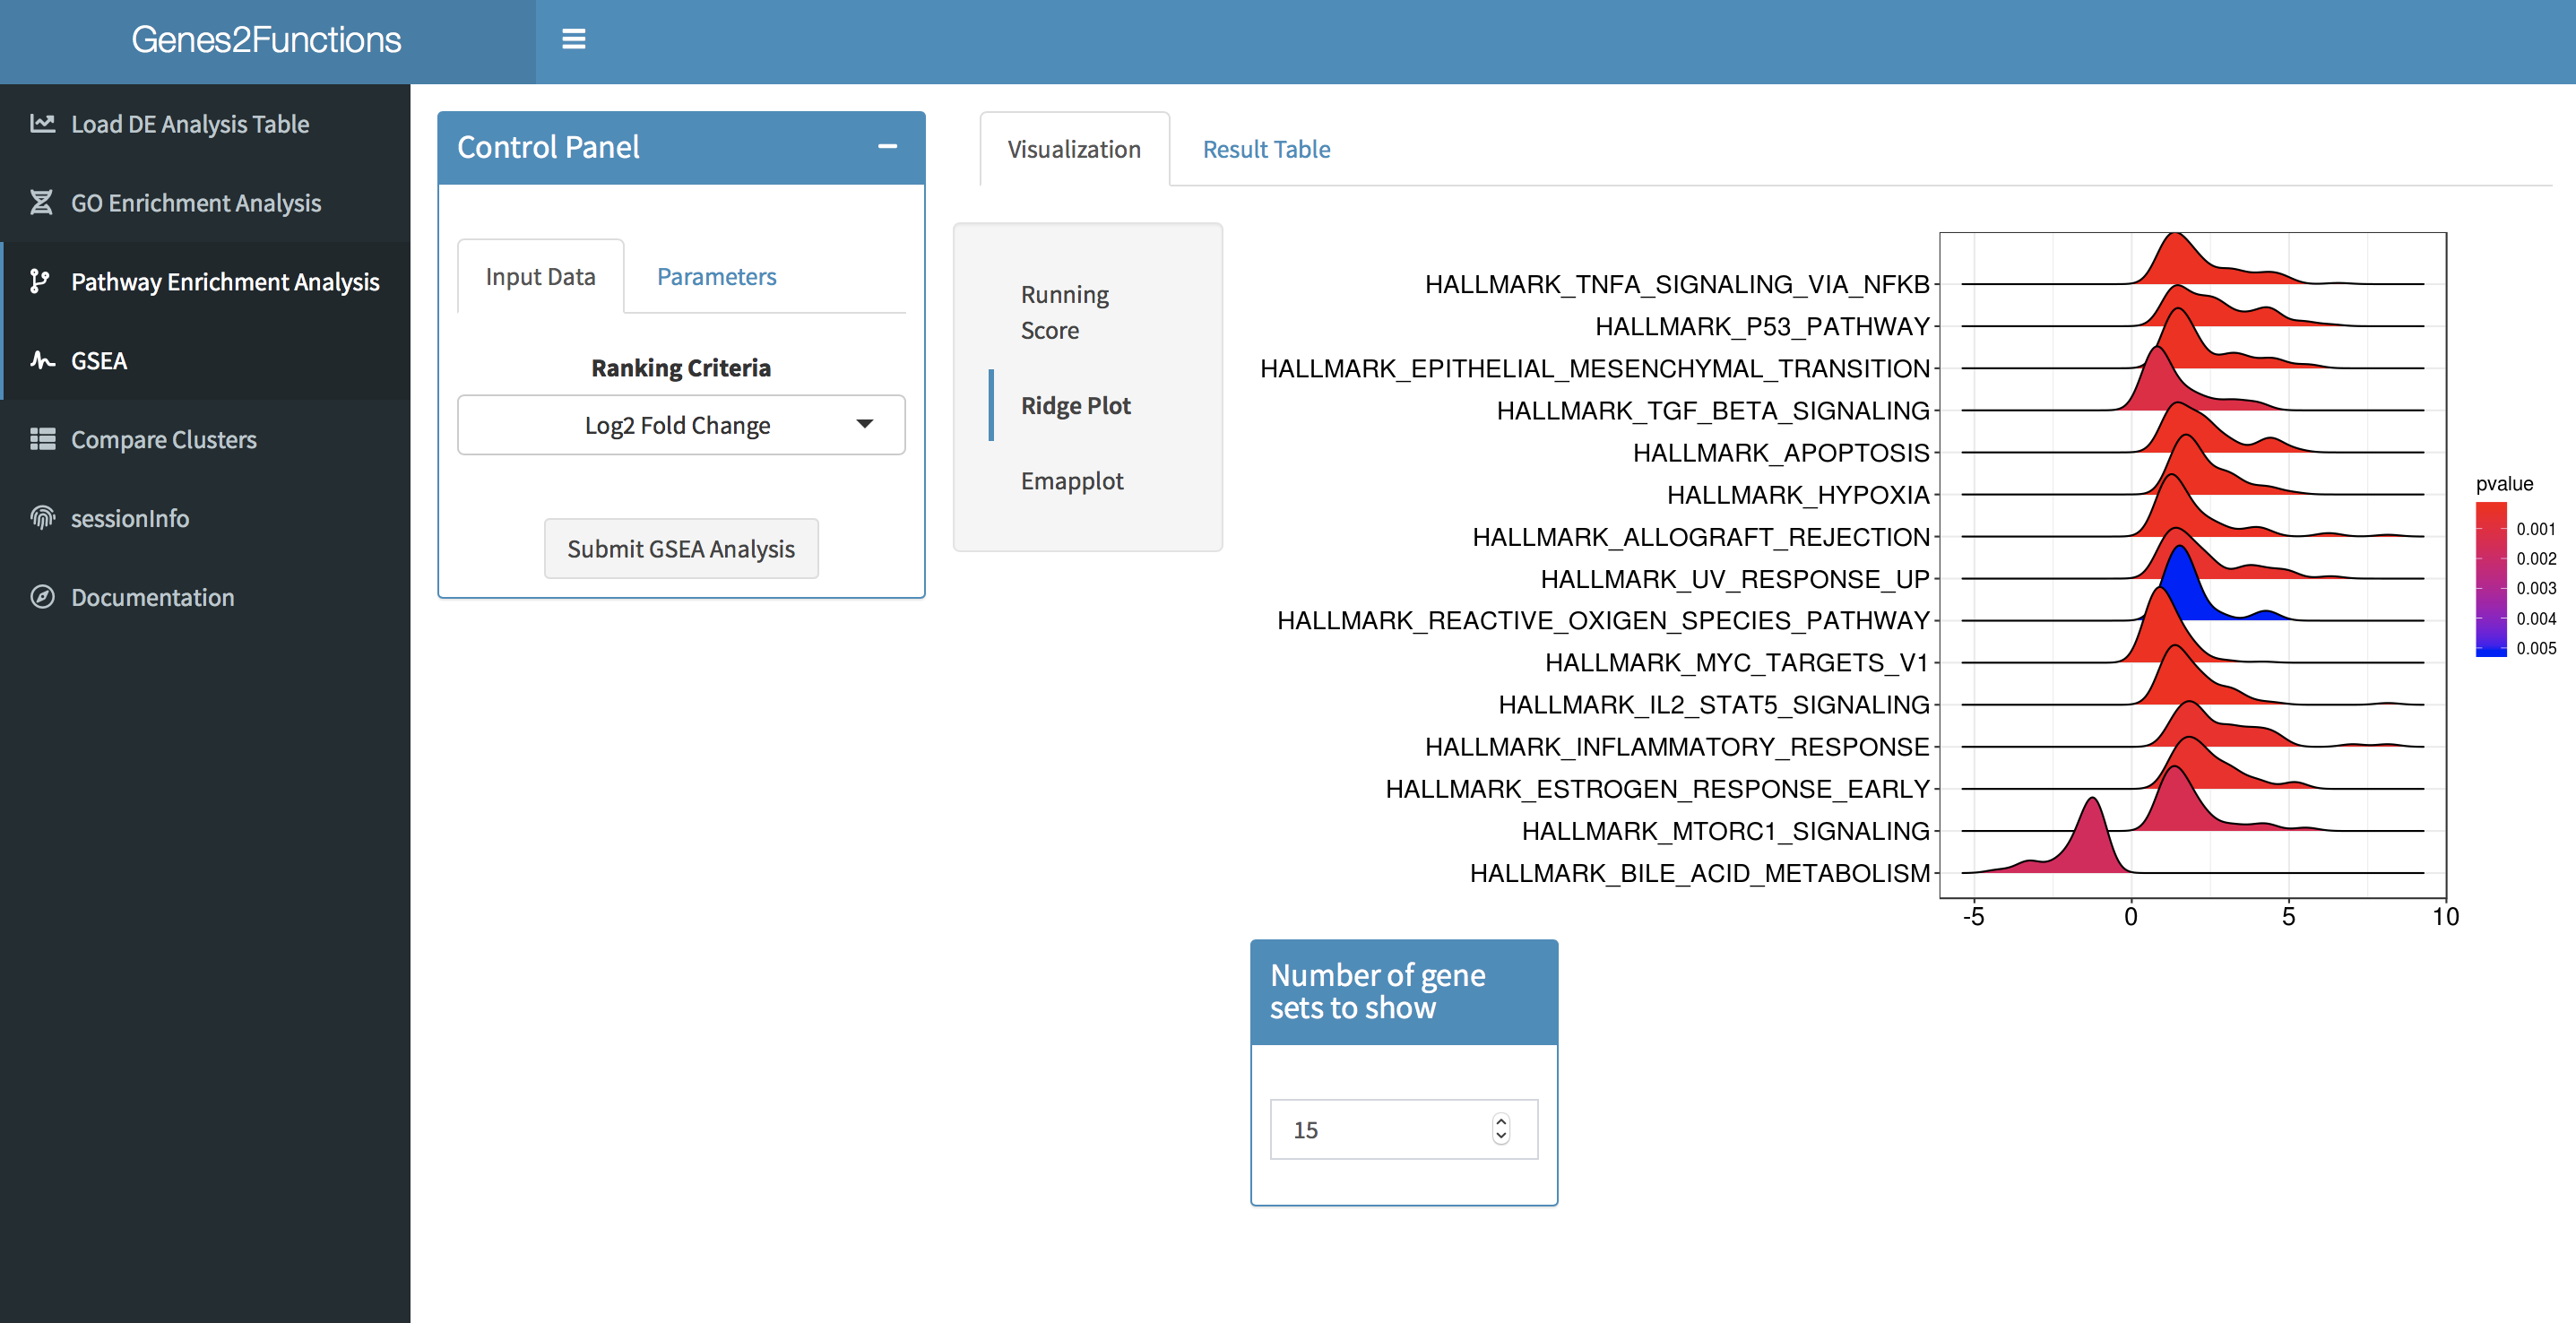 Genes2Functions
Load DE Analysis Table
GO Enrichment Analysis
Pathway Enrichment Analysis
GSEA
Compare Clusters
sessionInfo
Documentation
Control Panel
Input Data
Parameters
Ranking Criteria
Log2 Fold Change
Submit GSEA Analysis
Visualization
Result Table
Running
Score
Ridge Plot
Emapplot
HALLMARK_TNFA_SIGNALING_VIA_NFKB
HALLMARK_P53_PATHWAY
HALLMARK_EPITHELIAL_MESENCHYMAL_TRANSITION
HALLMARK_TGF_BETA_SIGNALING
HALLMARK_APOPTOSIS
HALLMARK_HYPOXIA
HALLMARK_ALLOGRAFT_REJECTION
HALLMARK_UV_RESPONSE_UP
HALLMARK_REACTIVE_OXIGEN_SPECIES_PATHWAY
HALLMARK_MYC_TARGETS_V1
HALLMARK_IL2_STAT5_SIGNALING
HALLMARK_INFLAMMATORY_RESPONSE
HALLMARK_ESTROGEN_RESPONSE_EARLY
HALLMARK_MTORC1_SIGNALING
HALLMARK_BILE_ACID_METABOLISM
-5 0 5 10
pvalue
0.001
0.002
0.003
0.004
0.005
Number of gene
sets to show
15